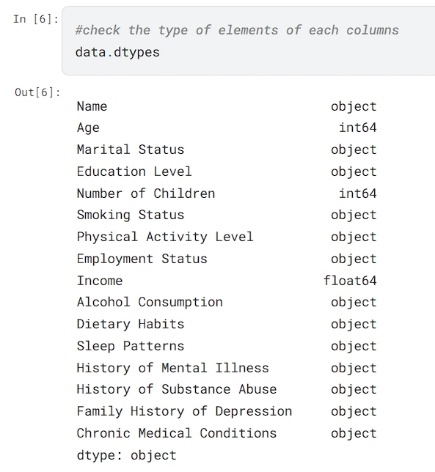 In [6]:
#check the type of elements of each columns
data.dtypes
Out[6]:
Name object
Age int64
Marital Status object
Education Level object
Number of Children int64
Smoking Status object
Physical Activity Level object
Employment Status object
Income float64
Alcohol Consumption object
Dietary Habits object
Sleep Patterns object
History of Mental Illness object
History of Substance Abuse object
Family History of Depression object
Chronic Medical Conditions object
dtype: object